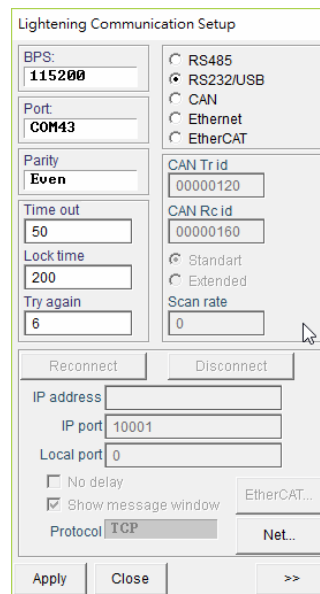 Lightening Communication Setup
BPS:
115200
Port:
COM43
Parity
Even
Time out
50
Lock time
200
Try again
6
RS485
RS232/USB
CAN
Ethernet
EtherCAT
CAN Tr id
00000120
CAN Rc id
00000160
Standart
Extended
Scan rate
0
Reconnect Disconnect
IP address
IP port 10001
Local port 0
No delay
Show message window
EtherCAT...
Protocol TCP
Net...
Apply Close >>